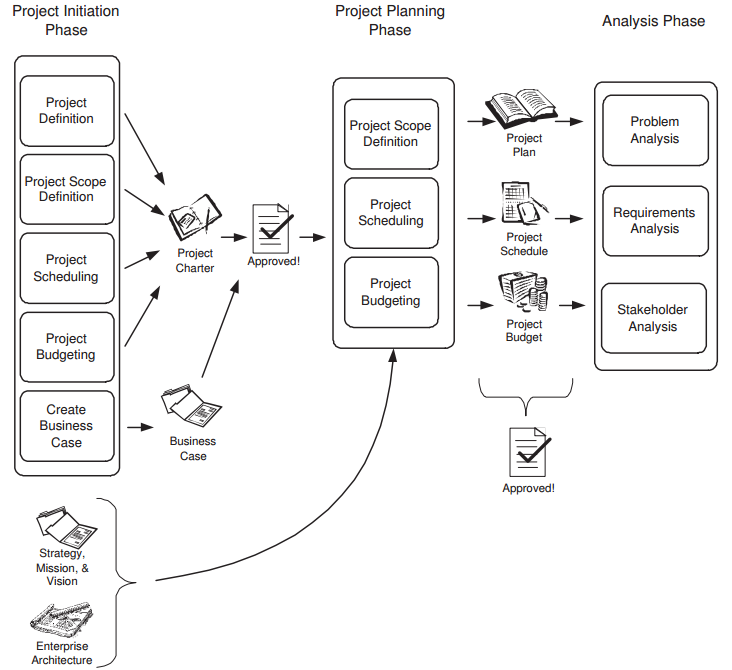 Project Initiation
Phase
Project
Definition
Project Scope
Definition
Project
Scheduling
Project
Budgeting
Create
Business
Case
Project
Charter
Business
Case
Approved!
Project Planning
Phase
Project Scope
Definition
Project
Scheduling
Project
Budgeting
Project
Plan
Project
Schedule
Project
Budget
Approved!
Analysis Phase
Problem
Analysis
Requirements
Analysis
Stakeholder
Analysis
Strategy,
Mission, &
Vision
Enterprise
Architecture